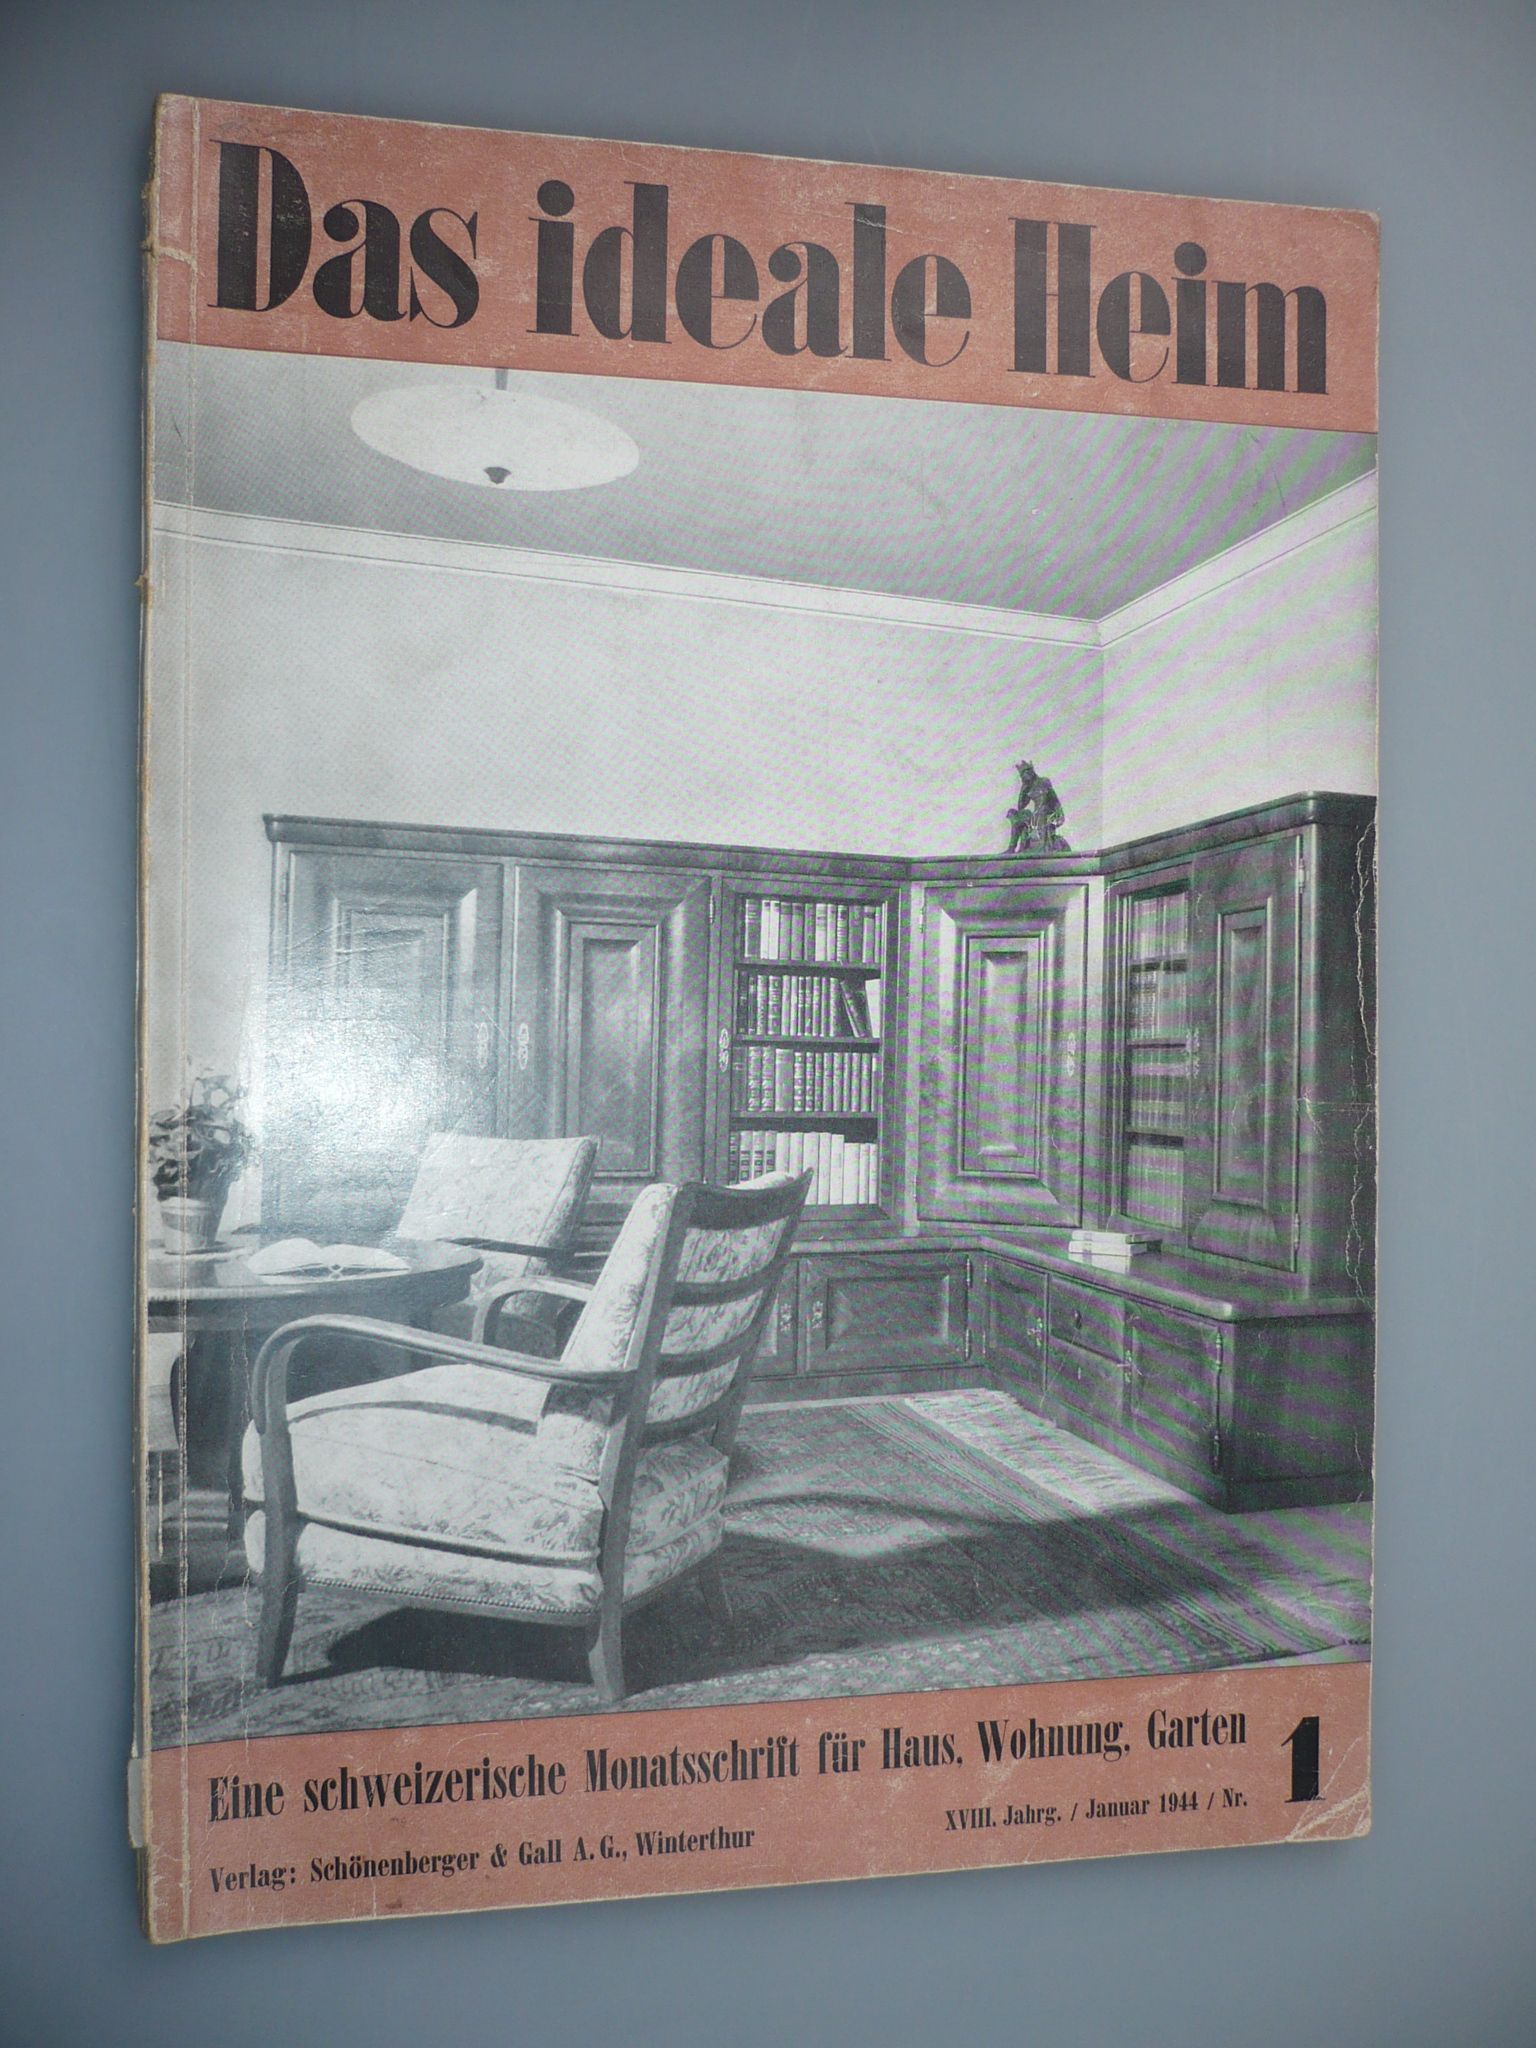 Das ideale Heim
Eine schweizerische Monatsschrift für Haus, Wohnung, Garten
XVIII. Jahrg. / Januar 1944 / Nr. 1
Verlag: Schönenberger & Gall A.G., Winterthur